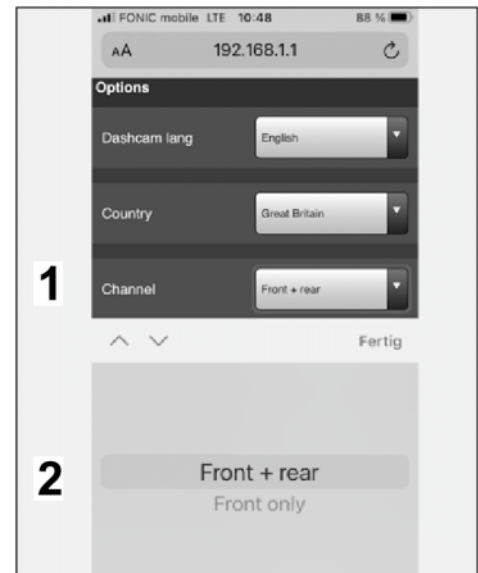 FONIC mobile LTE 10:48 88 %
AA 192.168.1.1
Options
Dashcam lang English
Country Great Britain
1 Channel Front + rear
Fertig
2 Front + rear
Front only